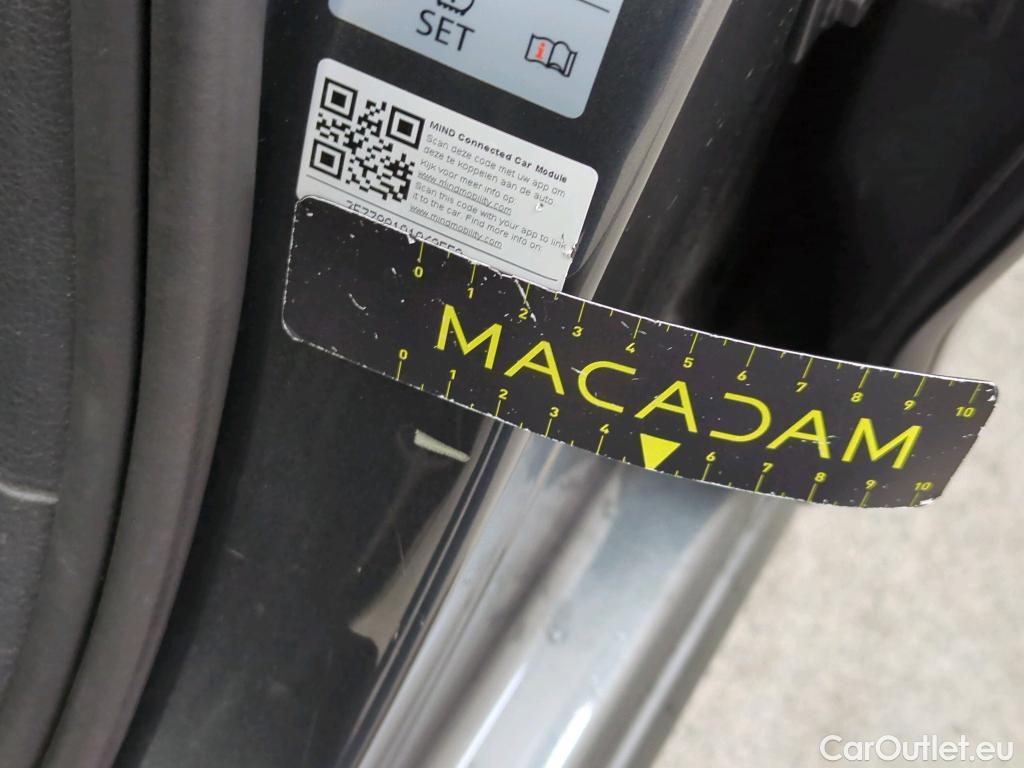 SET
i
MIND Connected Car Module
Scan deze code met uw app om
deze te koppelen aan de auto.
Kijk voor meer info op:
www.mindmobility.com
Scan this code with your app to link
it to the car. Find more info on:
www.mindmobility.com
0 1 2 3 4 5 6 7 8 9 10
MACADAM
0 1 2 3 4 6 7 8 9 10
CarOutlet.eu